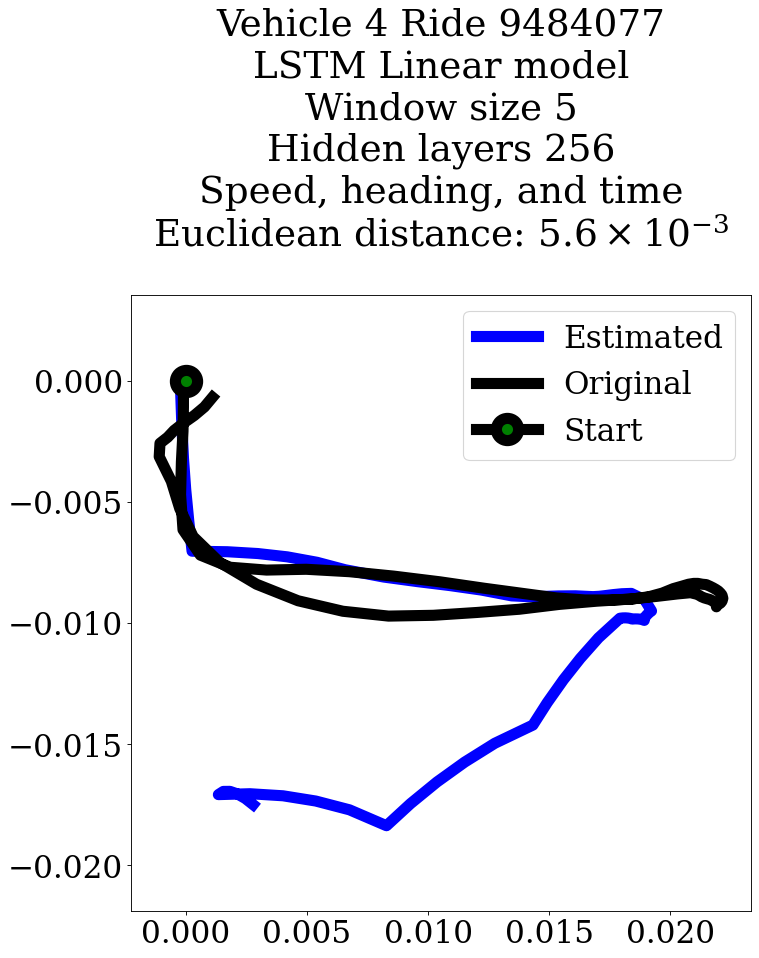 Vehicle 4 Ride 9484077
LSTM Linear model
Window size 5
Hidden layers 256
Speed, heading, and time
Euclidean distance: 5.6 × 10⁻³
Estimated
Original
Start
0.000
−0.005
−0.010
−0.015
−0.020
0.000 0.005 0.010 0.015 0.020